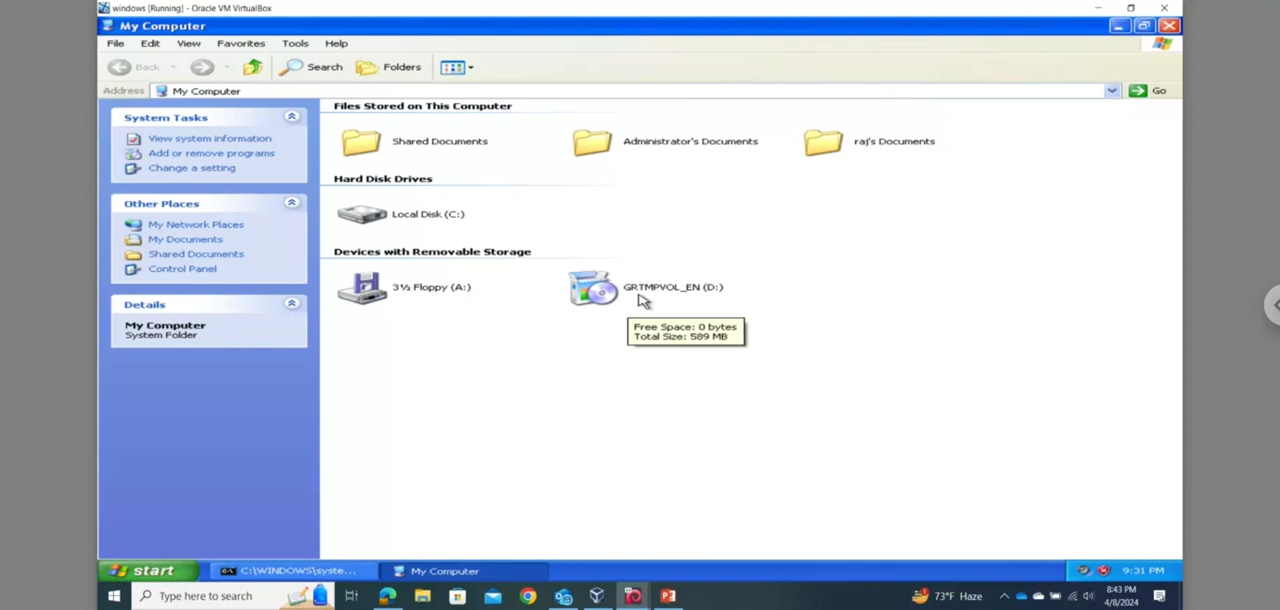 windows [Running] - Oracle VM VirtualBox
My Computer
File Edit View Favorites Tools Help
Back Search Folders
Address My Computer Go
System Tasks
View system information
Add or remove programs
Change a setting
Other Places
My Network Places
My Documents
Shared Documents
Control Panel
Details
My Computer
System Folder
Files Stored on This Computer
Shared Documents Administrator's Documents raj's Documents
Hard Disk Drives
Local Disk (C:)
Devices with Removable Storage
3½ Floppy (A:) GRTMPVOL_EN (D:)
Free Space: 0 bytes
Total Size: 589 MB
start C:\WINDOWS\syste... My Computer 9:31 PM
Type here to search 73°F Haze 8:43 PM
4/8/2024